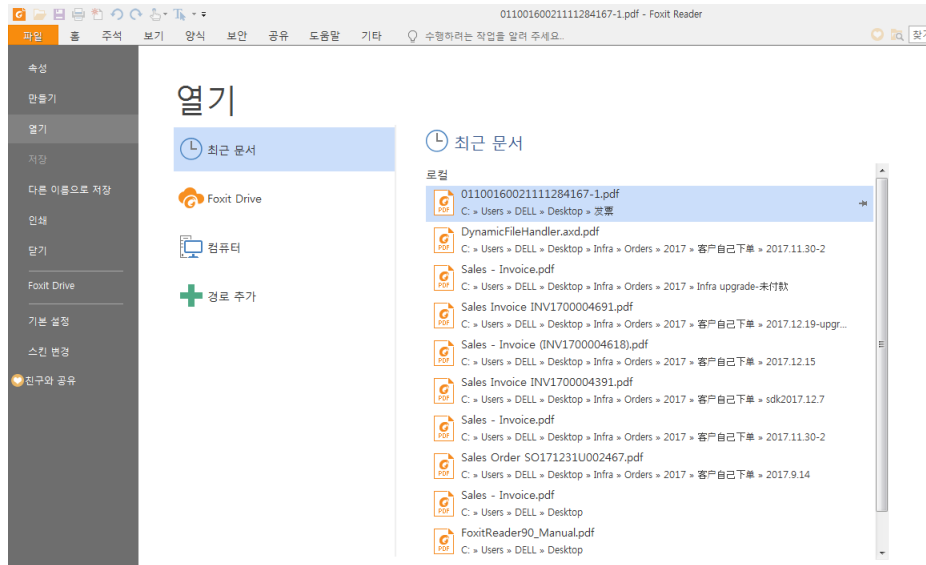 01100160021111284167-1.pdf - Foxit Reader
파일 홈 주석 보기 양식 보안 공유 도움말 기타 수행하려는 작업을 알려 주세요..
속성
만들기
열기
저장
다른 이름으로 저장
인쇄
닫기
Foxit Drive
기본 설정
스킨 변경
진구와 공유
열기
최근 문서
Foxit Drive
컴퓨터
경로 추가
최근 문서
로컬
01100160021111284167-1.pdf
C: » Users » DELL » Desktop » 发票
DynamicFileHandler.axd.pdf
C: » Users » DELL » Desktop » Infra » Orders » 2017 » 客户自己下单 » 2017.11.30-2
Sales - Invoice.pdf
C: » Users » DELL » Desktop » Infra » Orders » 2017 » Infra upgrade-未付款
Sales Invoice INV1700004691.pdf
C: » Users » DELL » Desktop » Infra » Orders » 2017 » 客户自己下单 » 2017.12.19-upgr...
Sales - Invoice (INV1700004618).pdf
C: » Users » DELL » Desktop » Infra » Orders » 2017 » 客户自己下单 » 2017.12.15
Sales Invoice INV1700004391.pdf
C: » Users » DELL » Desktop » Infra » Orders » 2017 » 客户自己下单 » sdk2017.12.7
Sales - Invoice.pdf
C: » Users » DELL » Desktop » Infra » Orders » 2017 » 客户自己下单 » 2017.11.30-2
Sales Order SO171231U002467.pdf
C: » Users » DELL » Desktop » Infra » Orders » 2017 » 客户自己下单 » 2017.9.14
Sales - Invoice.pdf
C: » Users » DELL » Desktop
FoxitReader90_Manual.pdf
C: » Users » DELL » Desktop